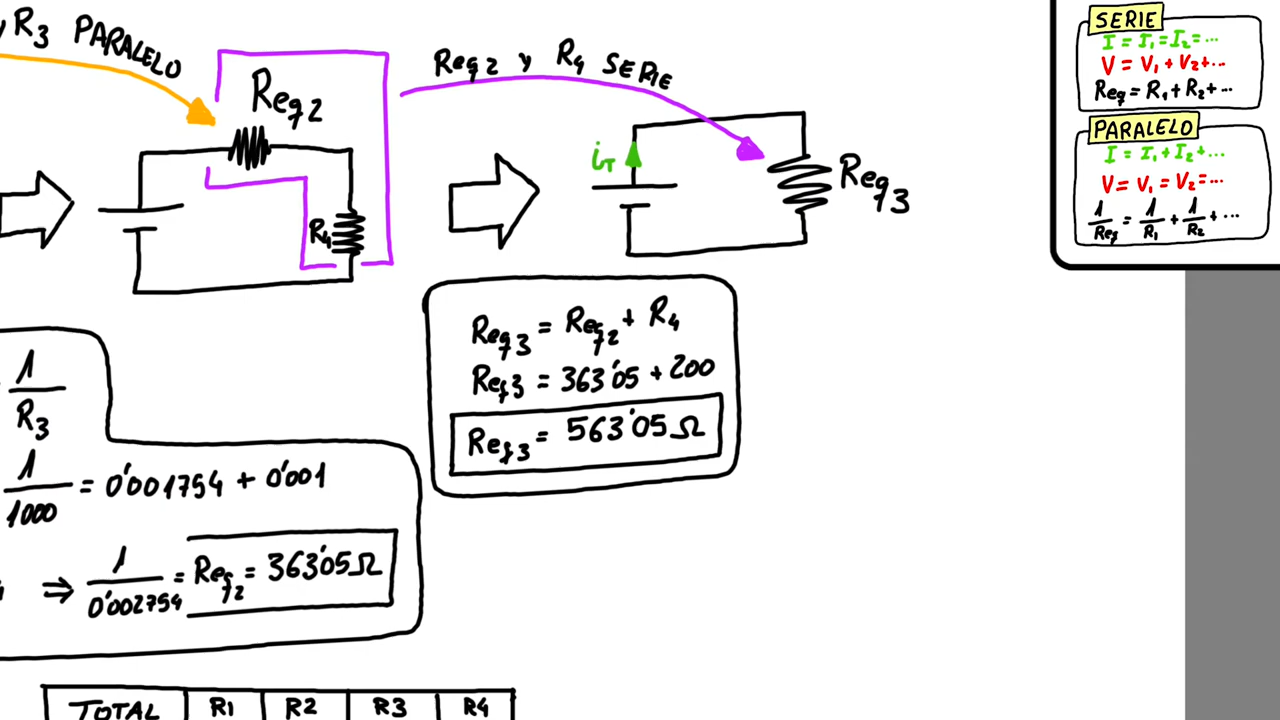 R3 PARALELO
Req2
R4
Req2 y R4 SERIE
iT
Req3
SERIE
I = I1 = I2 = ...
V = V1 + V2 + ...
Req = R1 + R2 + ...
PARALELO
I = I1 + I2 + ...
V = V1 = V2 = ...
1/Req = 1/R1 + 1/R2 + ...
Req3 = Req2 + R4
Req3 = 363'05 + 200
Req3 = 563'05 Ω
1/R3
1/1000 = 0'001754 + 0'001
⇒ 1/0'002754 = Req2 = 363'05 Ω
TOTAL R1 R2 R3 R4